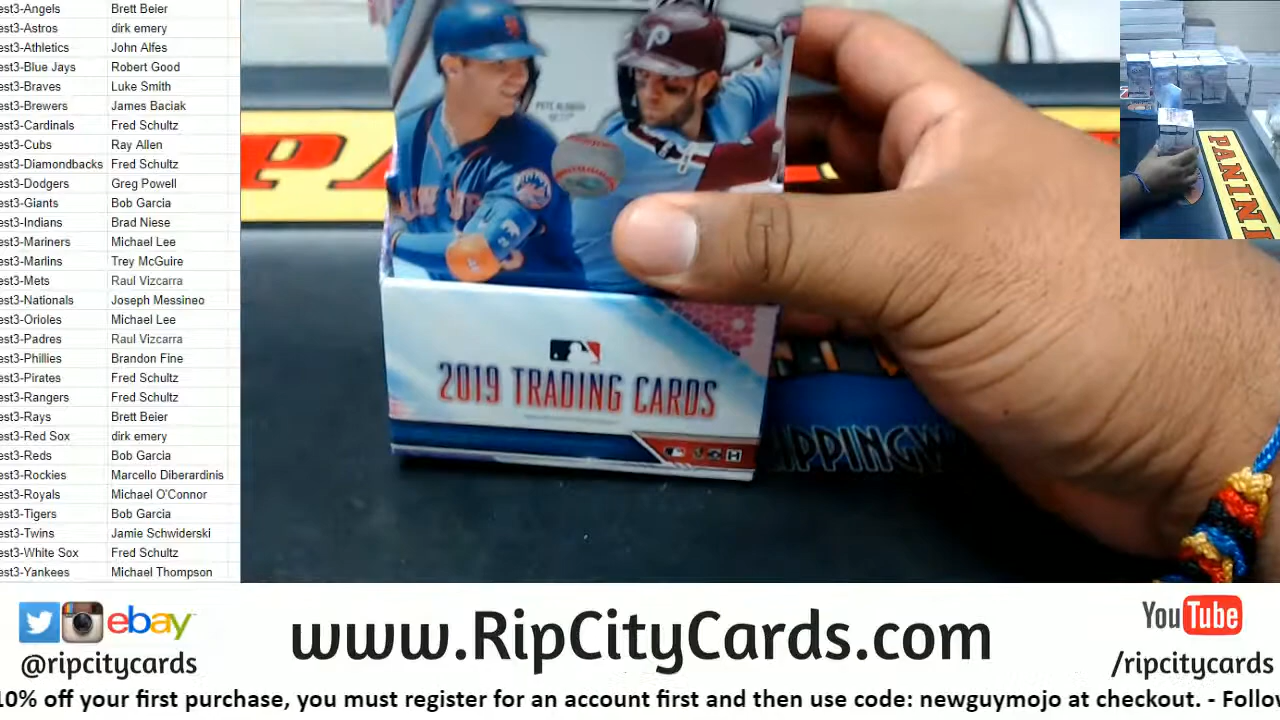 est3-Angels Brett Beier
est3-Astros dirk emery
est3-Athletics John Alfes
est3-Blue Jays Robert Good
est3-Braves Luke Smith
est3-Brewers James Baciak
est3-Cardinals Fred Schultz
est3-Cubs Ray Allen
est3-Diamondbacks Fred Schultz
est3-Dodgers Greg Powell
est3-Giants Bob Garcia
est3-Indians Brad Niese
est3-Mariners Michael Lee
est3-Marlins Trey McGuire
est3-Mets Raul Vizcarra
est3-Nationals Joseph Messineo
est3-Orioles Michael Lee
est3-Padres Raul Vizcarra
est3-Phillies Brandon Fine
est3-Pirates Fred Schultz
est3-Rangers Fred Schultz
est3-Rays Brett Beier
est3-Red Sox dirk emery
est3-Reds Bob Garcia
est3-Rockies Marcello Diberardinis
est3-Royals Michael O'Connor
est3-Tigers Bob Garcia
est3-Twins Jamie Schwiderski
est3-White Sox Fred Schultz
est3-Yankees Michael Thompson
PETE ALONSO
P
2019 TRADING CARDS
IPPINGW
PANINI
ebay
@ripcitycards
www.RipCityCards.com
YouTube
/ripcitycards
10% off your first purchase, you must register for an account first and then use code: newguymojo at checkout. - Follo